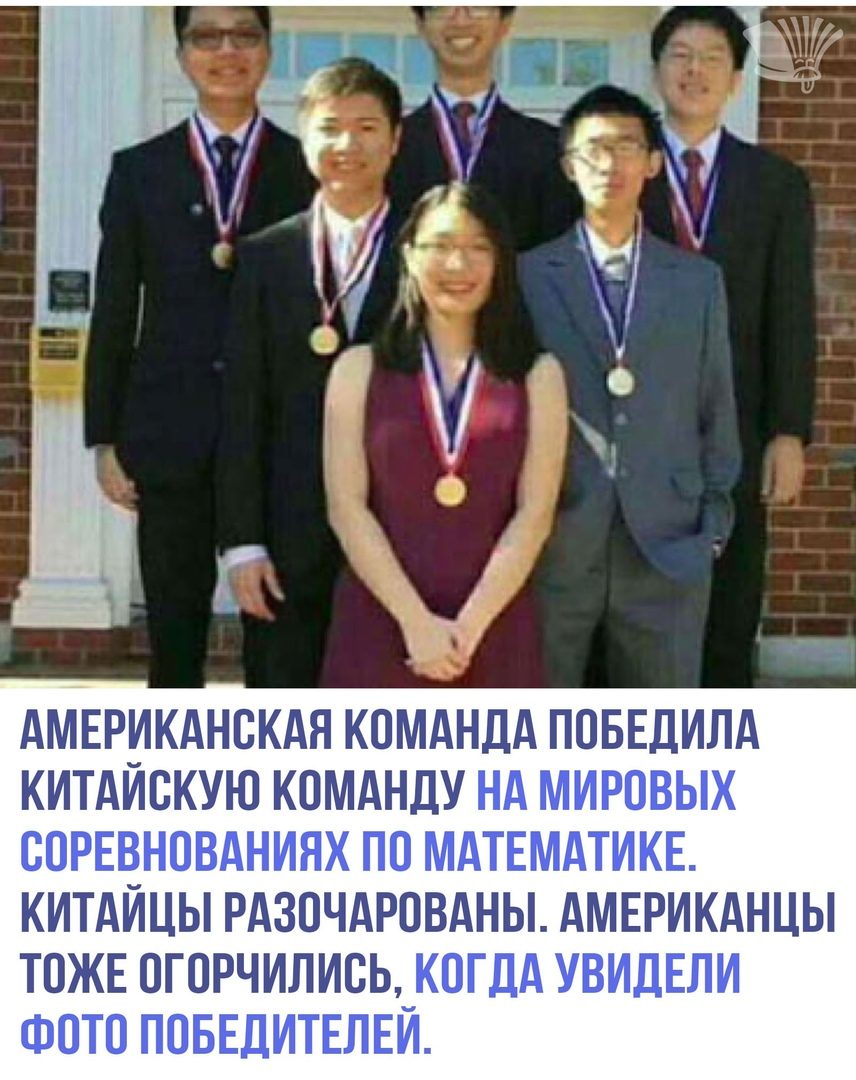 АМЕРИКАНСКАЯ КОМАНДА ПОБЕДИЛА
КИТАЙСКУЮ КОМАНДУ НА МИРОВЫХ
СОРЕВНОВАНИЯХ ПО МАТЕМАТИКЕ.
КИТАЙЦЫ РАЗОЧАРОВАНЫ. АМЕРИКАНЦЫ
ТОЖЕ ОГОРЧИЛИСЬ, КОГДА УВИДЕЛИ
ФОТО ПОБЕДИТЕЛЕЙ.